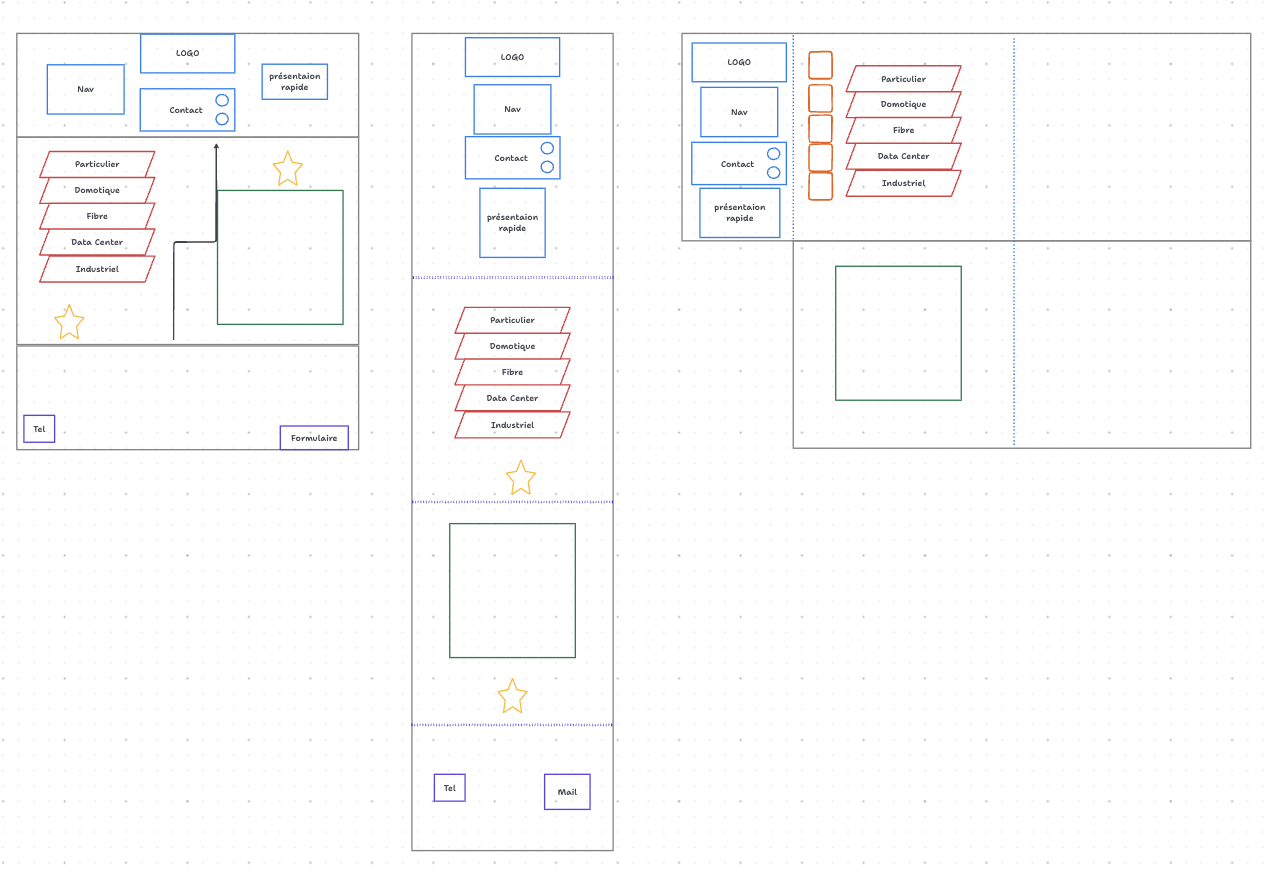 LOGO
Nav
Contact
présentaion
rapide
Particulier
Domotique
Fibre
Data Center
Industriel
Tel
Formulaire
LOGO
Nav
Contact
présentaion
rapide
Particulier
Domotique
Fibre
Data Center
Industriel
Tel
Mail
LOGO
Nav
Contact
présentaion
rapide
Particulier
Domotique
Fibre
Data Center
Industriel